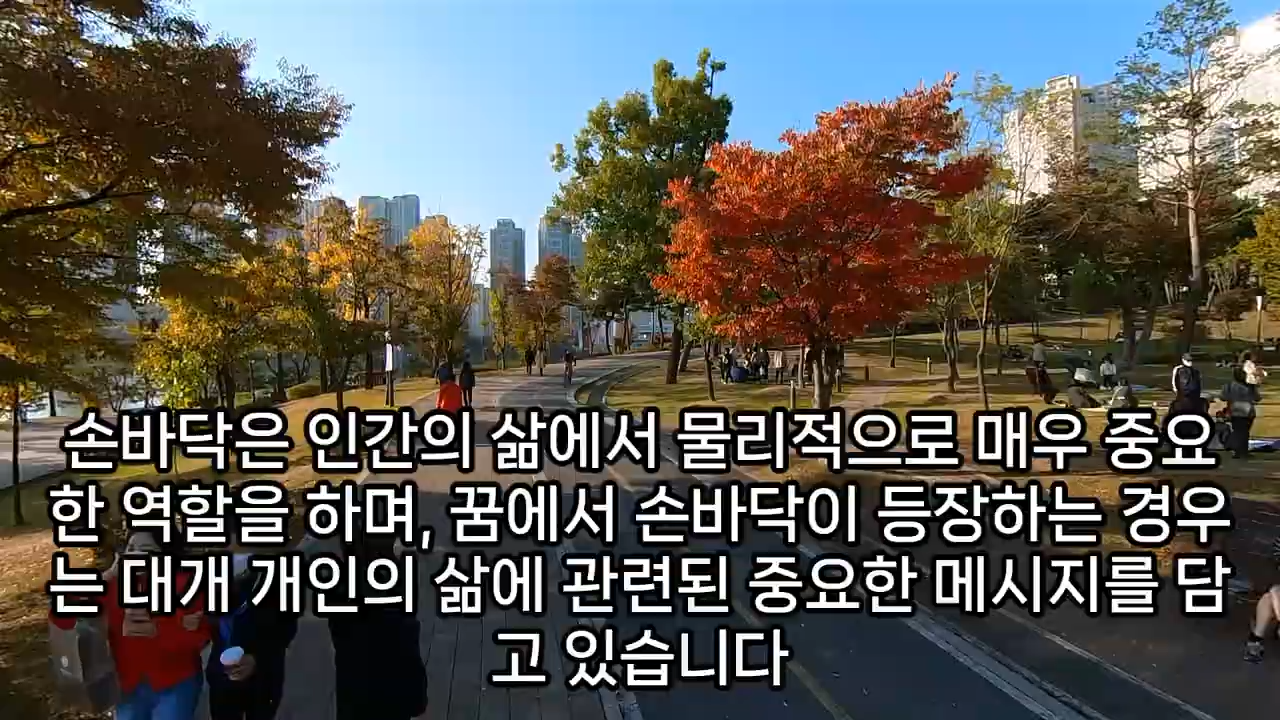 손바닥은 인간의 삶에서 물리적으로 매우 중요
한 역할을 하며, 꿈에서 손바닥이 등장하는 경우
는 대개 개인의 삶에 관련된 중요한 메시지를 담
고 있습니다